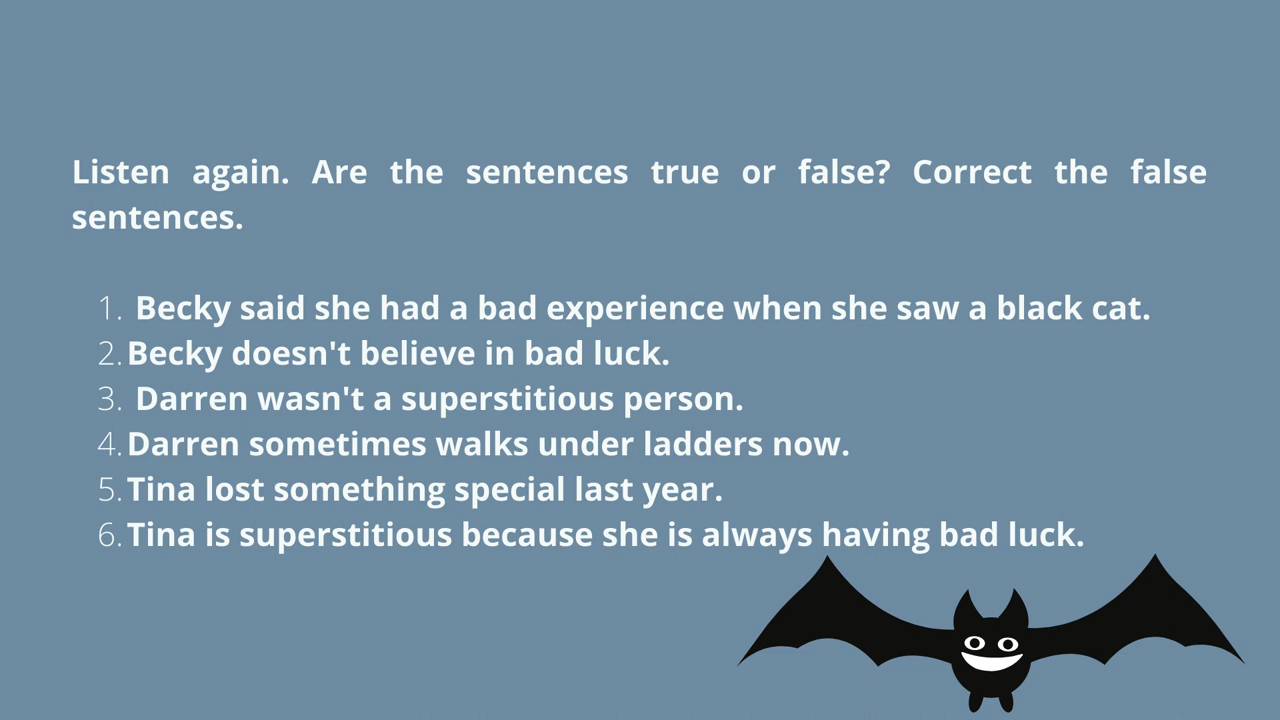 Listen again. Are the sentences true or false? Correct the false
sentences.
1. Becky said she had a bad experience when she saw a black cat.
2. Becky doesn't believe in bad luck.
3. Darren wasn't a superstitious person.
4. Darren sometimes walks under ladders now.
5. Tina lost something special last year.
6. Tina is superstitious because she is always having bad luck.